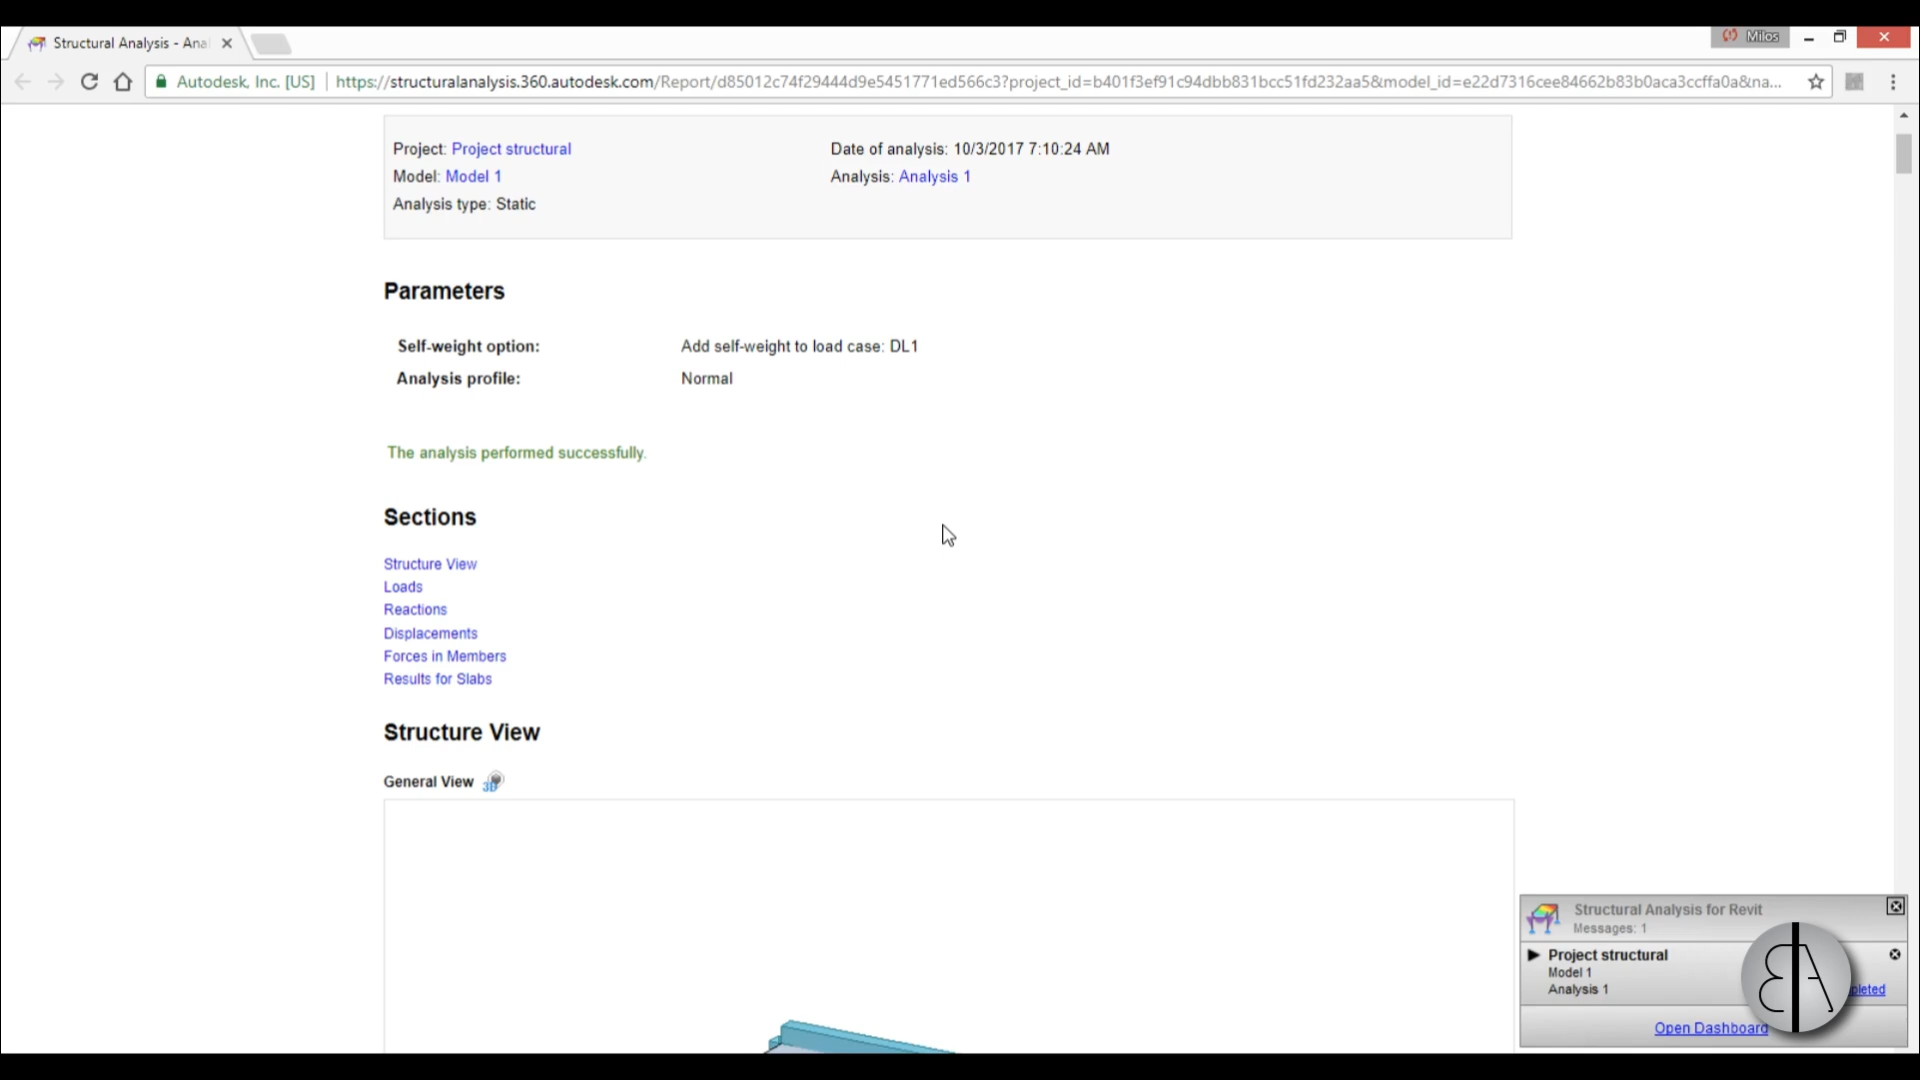 Structural Analysis - Ana
Milos
Autodesk, Inc. [US]
https://structuralanalysis.360.autodesk.com/Report/d85012c74f29444d9e5451771ed566c3?project_id=b401f3ef91c94dbb831bcc51fd232aa5&model_id=e22d7316cee84662b83b0aca3ccffa0a&na...
Project: Project structural
Date of analysis: 10/3/2017 7:10:24 AM
Model: Model 1
Analysis: Analysis 1
Analysis type: Static
Parameters
Self-weight option: Add self-weight to load case: DL1
Analysis profile: Normal
The analysis performed successfully.
Sections
Structure View
Loads
Reactions
Displacements
Forces in Members
Results for Slabs
Structure View
General View 3D
Structural Analysis for Revit
Messages: 1
Project structural
Model 1
Analysis 1 pleted
Open Dashboard